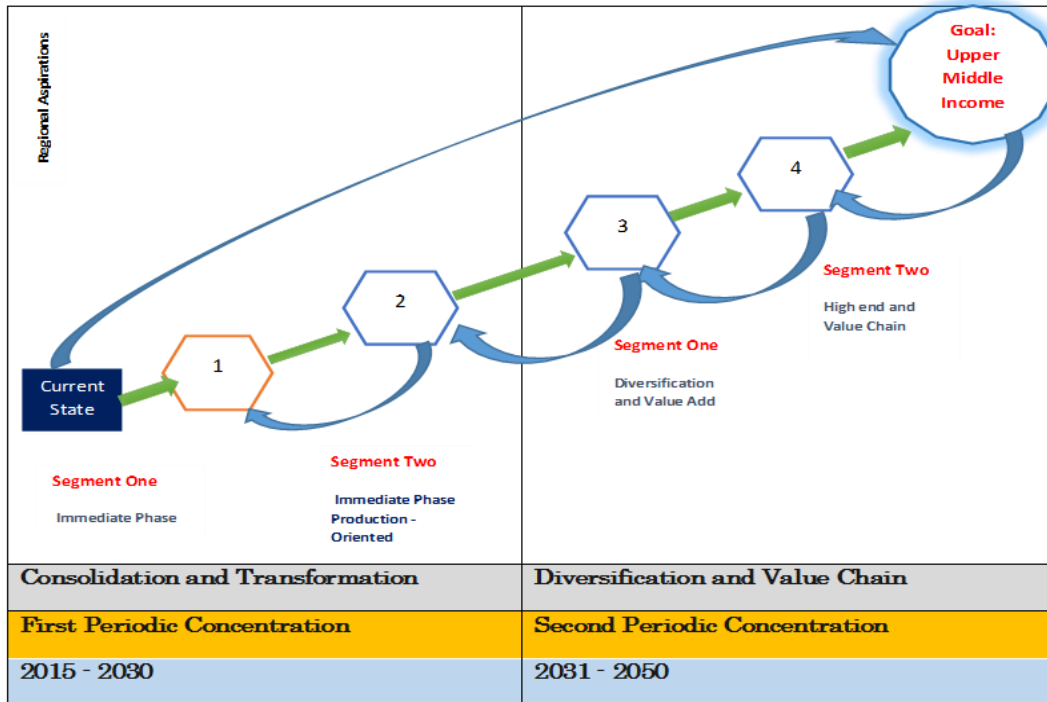 Regional Aspirations
Goal:
Upper
Middle
Income
4
3
2
1
Current
State
Segment One
Immediate Phase
Segment Two
Immediate Phase
Production -
Oriented
Segment One
Diversification
and Value Add
Segment Two
High end and
Value Chain
Consolidation and Transformation
Diversification and Value Chain
First Periodic Concentration
Second Periodic Concentration
2015 - 2030
2031 - 2050